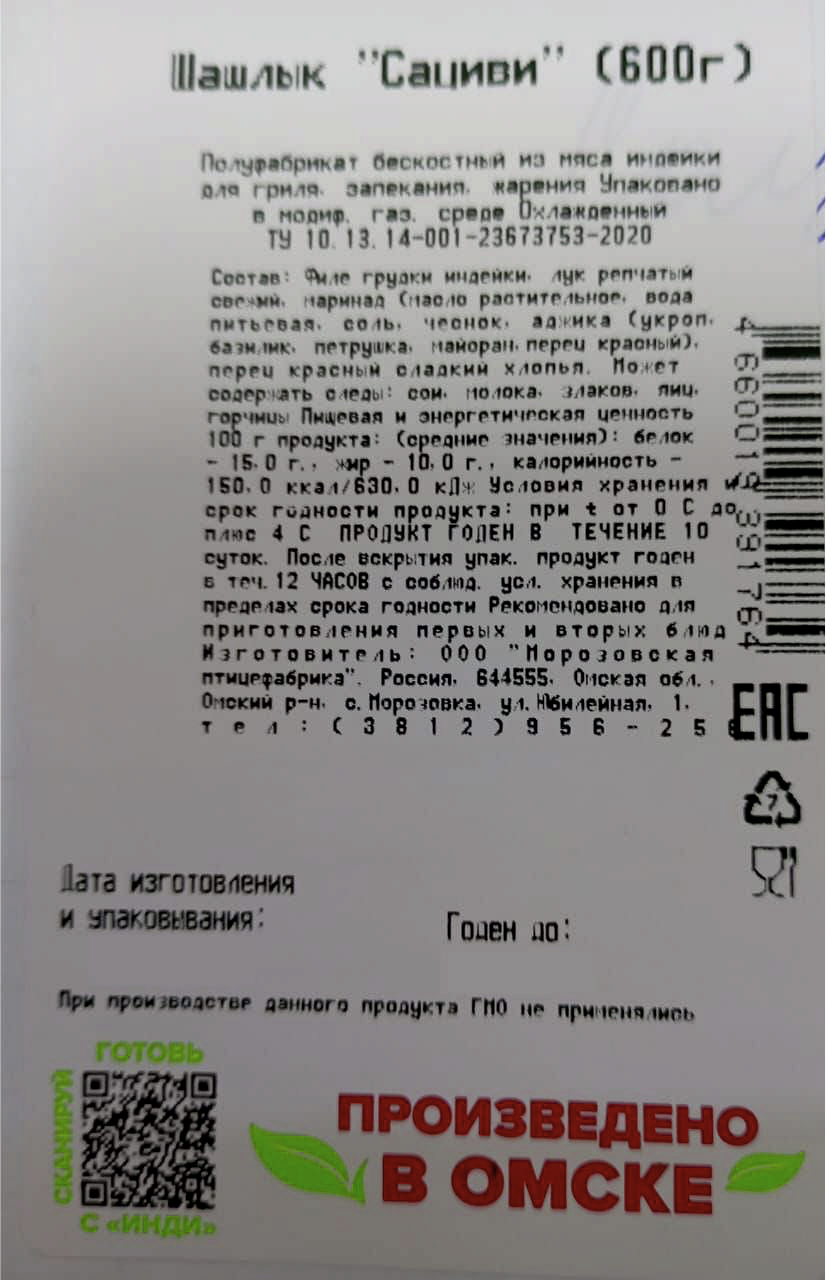 Шашлык "Сациви" (600г)
Полуфабрикат бескостный из мяса индейки
для гриля, запекания, жарения Упаковано
в модиф. газ. среде Охлажденный
ТУ 10.13.14-001-23673753-2020
Состав: Филе грудки индейки, лук репчатый
свежий, маринад (масло растительное, вода
питьевая, соль, чеснок, аджика (укроп,
базилик, петрушка, майоран, перец красный),
перец красный сладкий хлопья. Может
содержать следы: сои, молока, злаков, яиц,
горчицы Пищевая и энергетическая ценность
100 г продукта: (средние значения): белок
- 15,0 г., жир - 10,0 г., калорийность -
150,0 ккал/630,0 кДж Условия хранения и
срок годности продукта: при t от 0 С до
плюс 4 С ПРОДУКТ ГОДЕН В ТЕЧЕНИЕ 10
суток. После вскрытия упак. продукт годен
в теч. 12 ЧАСОВ с соблюд. усл. хранения в
пределах срока годности Рекомендовано для
приготовления первых и вторых блюд
Изготовитель: ООО "Морозовская
птицефабрика". Россия, 644555, Омская обл.,
Омский р-н, с. Морозовка, ул. Юбилейная, 1,
тел: (3812) 956-25
EAC
7
Дата изготовления
и упаковывания:
Годен до:
При производстве данного продукта ГМО не применялись
ГОТОВЬ
СКАНИРУЙ
С «ИНДИ»
ПРОИЗВЕДЕНО
В ОМСКЕ